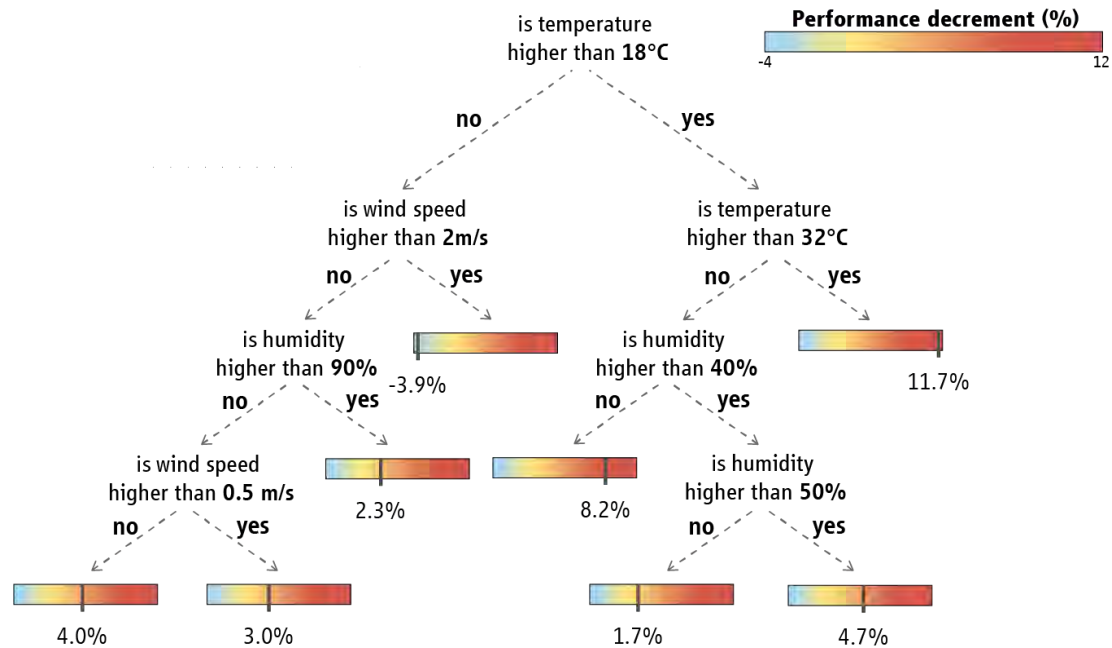 is temperature
higher than 18°C
Performance decrement (%)
-4
12
no
yes
is wind speed
higher than 2m/s
is temperature
higher than 32°C
no
yes
no
yes
is humidity
higher than 90%
-3.9%
is humidity
higher than 40%
11.7%
no
yes
no
yes
is wind speed
higher than 0.5 m/s
2.3%
8.2%
is humidity
higher than 50%
no
yes
no
yes
4.0%
3.0%
1.7%
4.7%